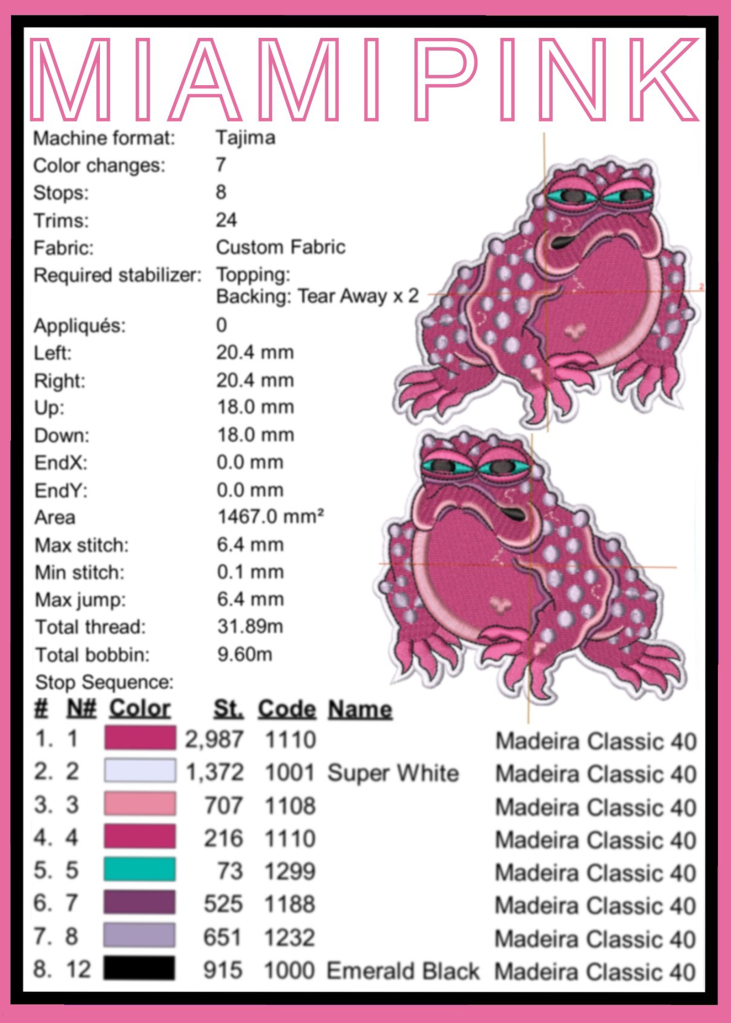 MIAMI PINK
Machine format: Tajima
Color changes: 7
Stops: 8
Trims: 24
Fabric: Custom Fabric
Required stabilizer: Topping:
Backing: Tear Away x 2
Appliqués: 0
Left: 20.4 mm
Right: 20.4 mm
Up: 18.0 mm
Down: 18.0 mm
EndX: 0.0 mm
EndY: 0.0 mm
Area 1467.0 mm²
Max stitch: 6.4 mm
Min stitch: 0.1 mm
Max jump: 6.4 mm
Total thread: 31.89m
Total bobbin: 9.60m
Stop Sequence:
# N# Color St. Code Name
1. 1 2,987 1110 Madeira Classic 40
2. 2 1,372 1001 Super White Madeira Classic 40
3. 3 707 1108 Madeira Classic 40
4. 4 216 1110 Madeira Classic 40
5. 5 73 1299 Madeira Classic 40
6. 7 525 1188 Madeira Classic 40
7. 8 651 1232 Madeira Classic 40
8. 12 915 1000 Emerald Black Madeira Classic 40
2